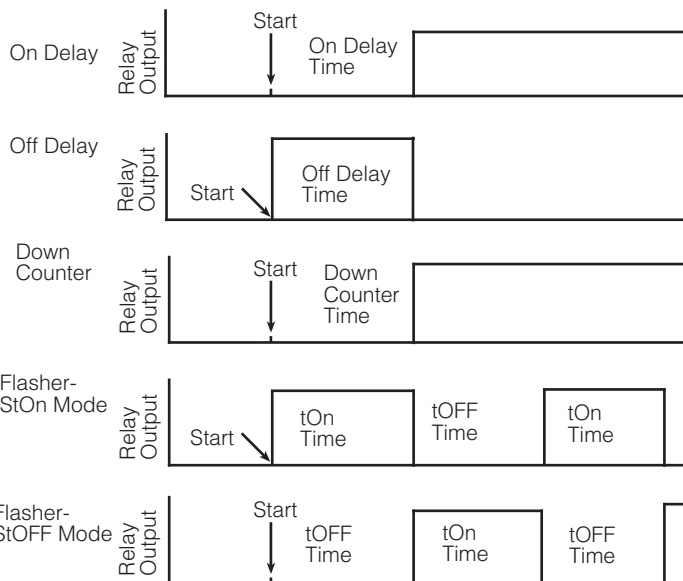 On Delay
Relay
Output
Start
On Delay
Time
Off Delay
Relay
Output
Start
Off Delay
Time
Down
Counter
Relay
Output
Start
Down
Counter
Time
Flasher-
StOn Mode
Relay
Output
Start
tOn
Time
tOFF
Time
tOn
Time
Flasher-
StOFF Mode
Relay
Output
Start
tOFF
Time
tOn
Time
tOFF
Time